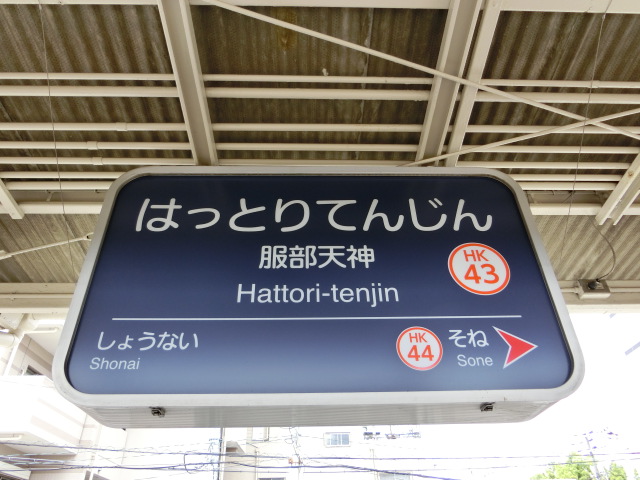 はっとりてんじん
服部天神
HK
43
Hattori-tenjin
しょうない
Shonai
HK
44
そね
Sone